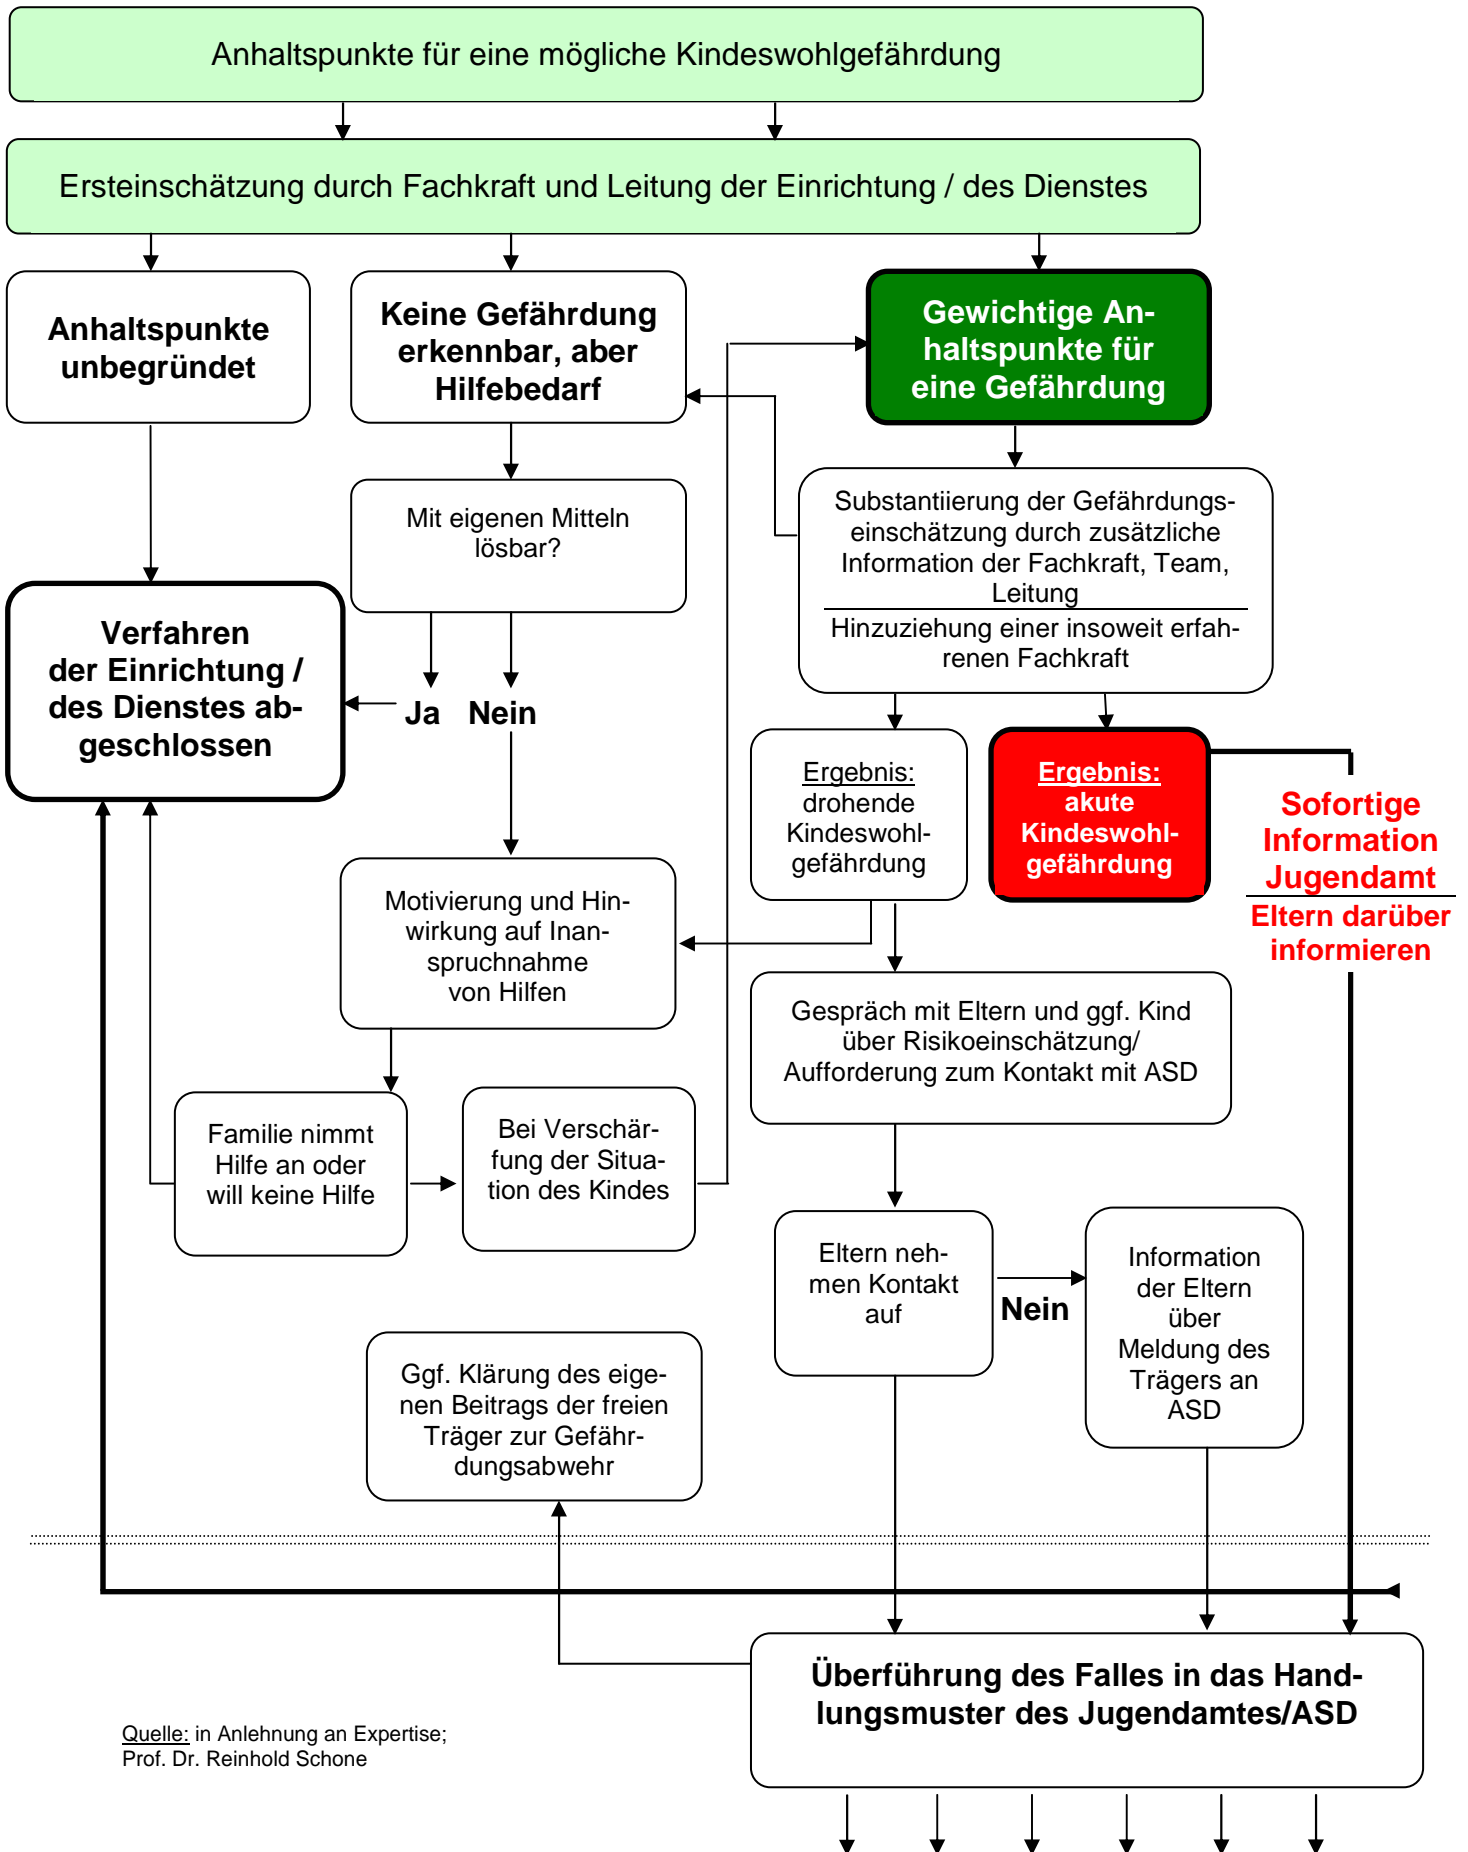 Anhaltspunkte für eine mögliche Kindeswohlgefährdung
Ersteinschätzung durch Fachkraft und Leitung der Einrichtung / des Dienstes
Anhaltspunkte
unbegründet
Keine Gefährdung
erkennbar, aber
Hilfebedarf
Gewichtige An-
haltspunkte für
eine Gefährdung
Mit eigenen Mitteln
lösbar?
Substantiierung der Gefährdungs-
einschätzung durch zusätzliche
Information der Fachkraft, Team,
Leitung
Hinzuziehung einer insoweit erfah-
renen Fachkraft
Verfahren
der Einrichtung /
des Dienstes ab-
geschlossen
Ja Nein
Ergebnis:
drohende
Kindeswohl-
gefährdung
Ergebnis:
akute
Kindeswohl-
gefährdung
Sofortige
Information
Jugendamt
Eltern darüber
informieren
Motivierung und Hin-
wirkung auf Inan-
spruchnahme
von Hilfen
Gespräch mit Eltern und ggf. Kind
über Risikoeinschätzung/
Aufforderung zum Kontakt mit ASD
Familie nimmt
Hilfe an oder
will keine Hilfe
Bei Verschär-
fung der Situa-
tion des Kindes
Eltern neh-
men Kontakt
auf
Nein
Information
der Eltern
über
Meldung des
Trägers an
ASD
Ggf. Klärung des eige-
nen Beitrags der freien
Träger zur Gefähr-
dungsabwehr
Überführung des Falles in das Hand-
lungsmuster des Jugendamtes/ASD
Quelle: in Anlehnung an Expertise;
Prof. Dr. Reinhold Schone